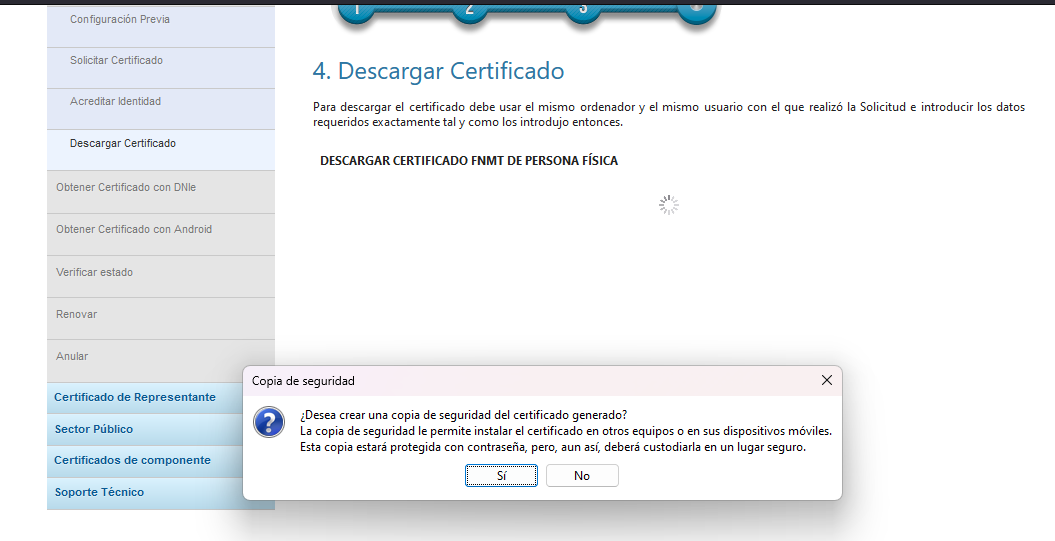 Configuración Previa
Solicitar Certificado
Acreditar Identidad
Descargar Certificado
Obtener Certificado con DNIe
Obtener Certificado con Android
Verificar estado
Renovar
Anular
Certificado de Representante
Sector Público
Certificados de componente
Soporte Técnico
1 2 3
4. Descargar Certificado
Para descargar el certificado debe usar el mismo ordenador y el mismo usuario con el que realizó la Solicitud e introducir los datos
requeridos exactamente tal y como los introdujo entonces.
DESCARGAR CERTIFICADO FNMT DE PERSONA FÍSICA
Copia de seguridad
¿Desea crear una copia de seguridad del certificado generado?
La copia de seguridad le permite instalar el certificado en otros equipos o en sus dispositivos móviles.
Esta copia estará protegida con contraseña, pero, aun así, deberá custodiarla en un lugar seguro.
Sí
No